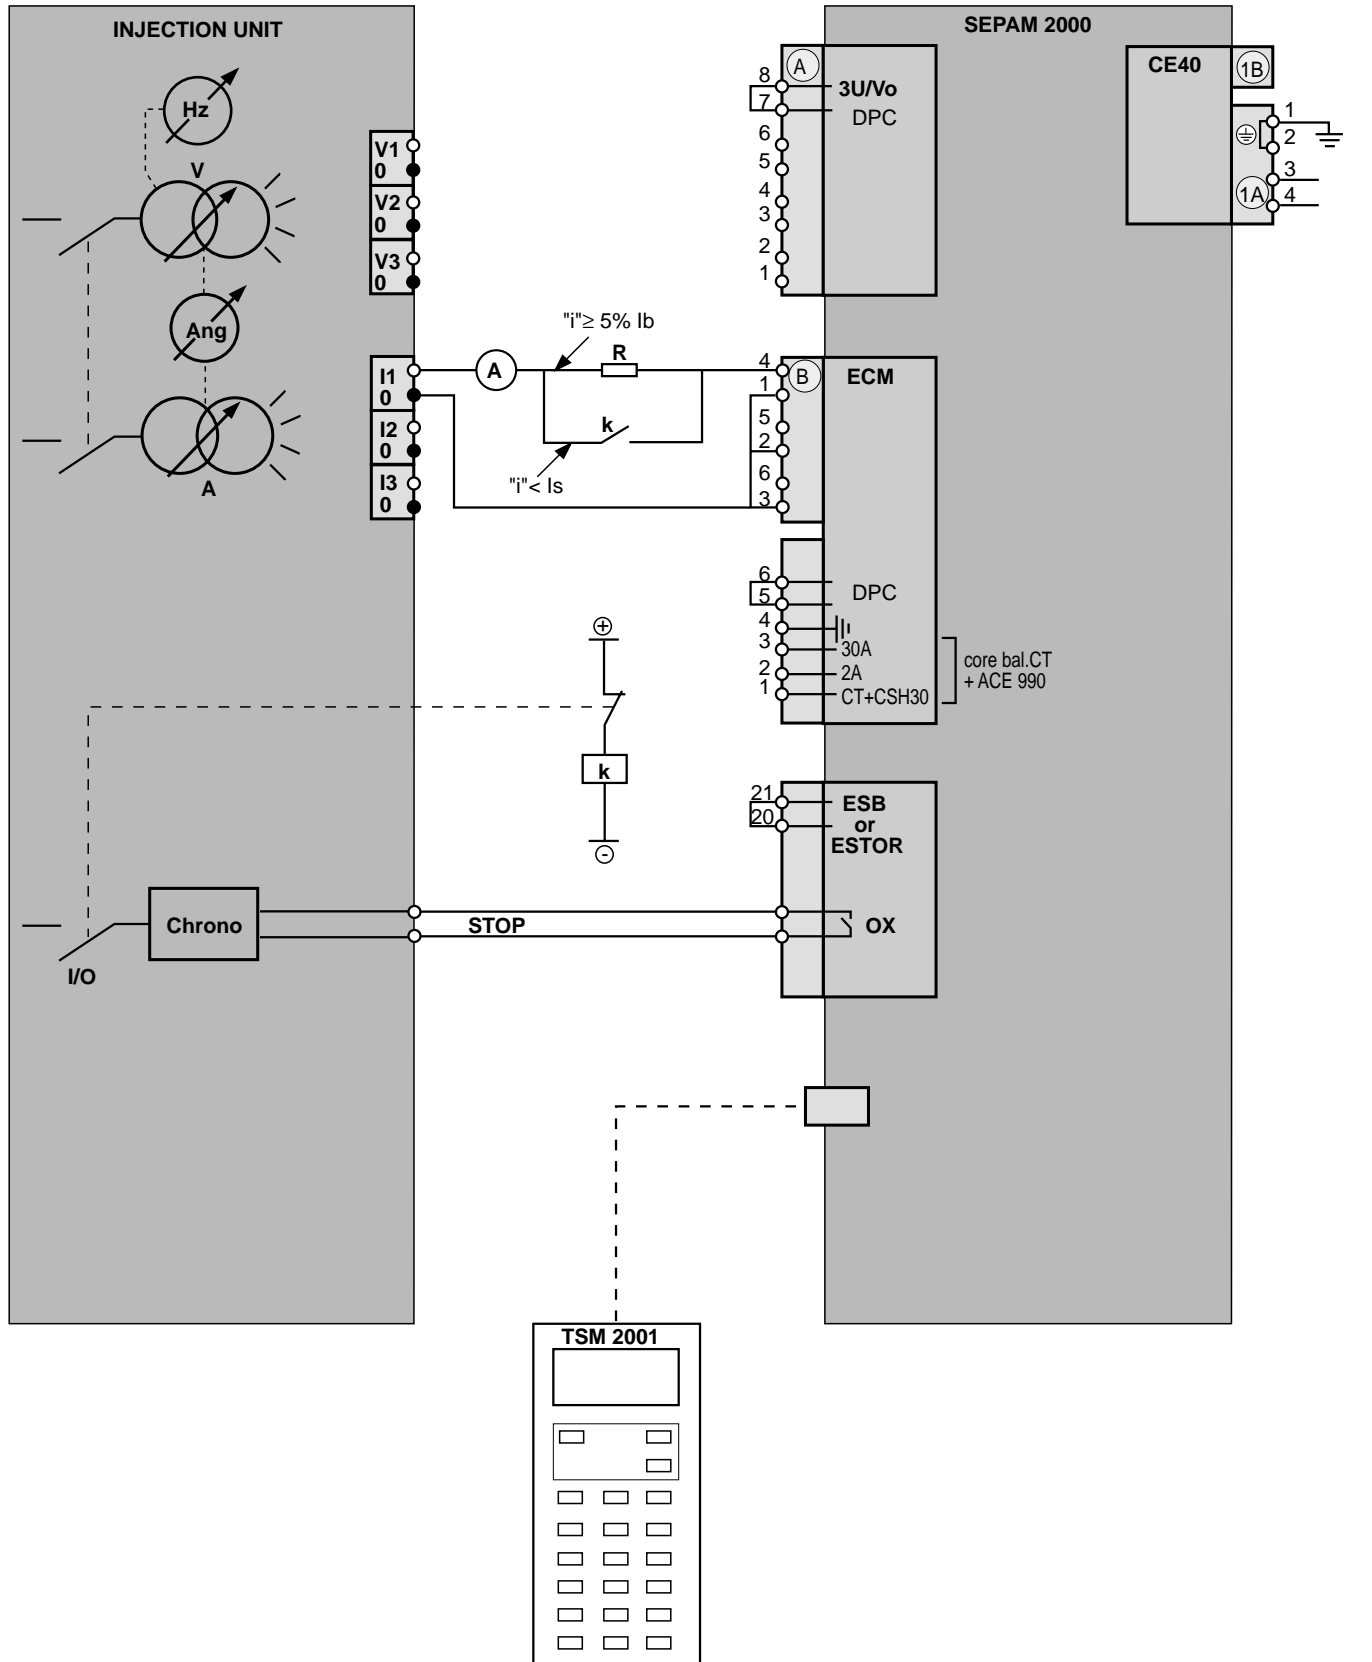 INJECTION UNIT
SEPAM 2000
Hz
V
Ang
A
V1
0
V2
0
V3
0
I1
0
I2
0
I3
0
A
"i"≥ 5% Ib
R
k
"i"< Is
8
7
6
5
4
3
2
1
A
3U/Vo
DPC
CE40
1B
1
2
3
4
1A
4
1
5
2
6
3
B
ECM
6
5
4
3
2
1
DPC
30A
2A
CT+CSH30
core bal.CT
+ ACE 990
+
k
-
21
20
ESB
or
ESTOR
OX
Chrono
I/O
STOP
TSM 2001